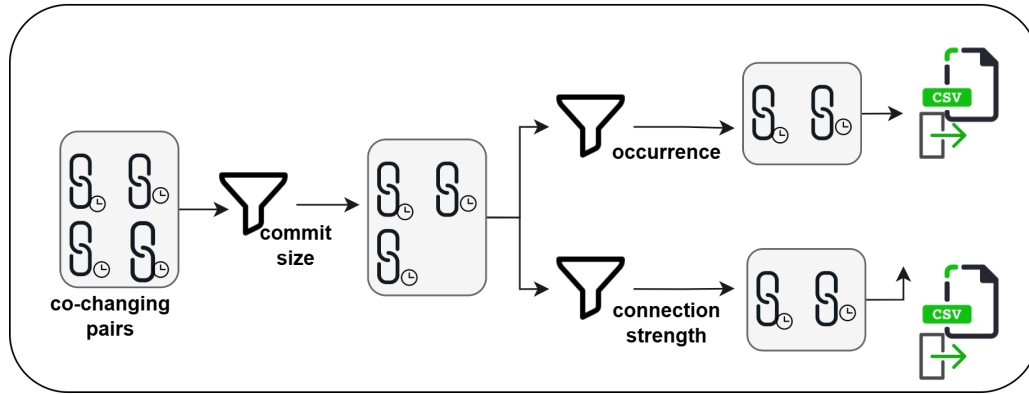 co-changing
pairs
commit
size
occurrence
CSV
connection
strength
CSV